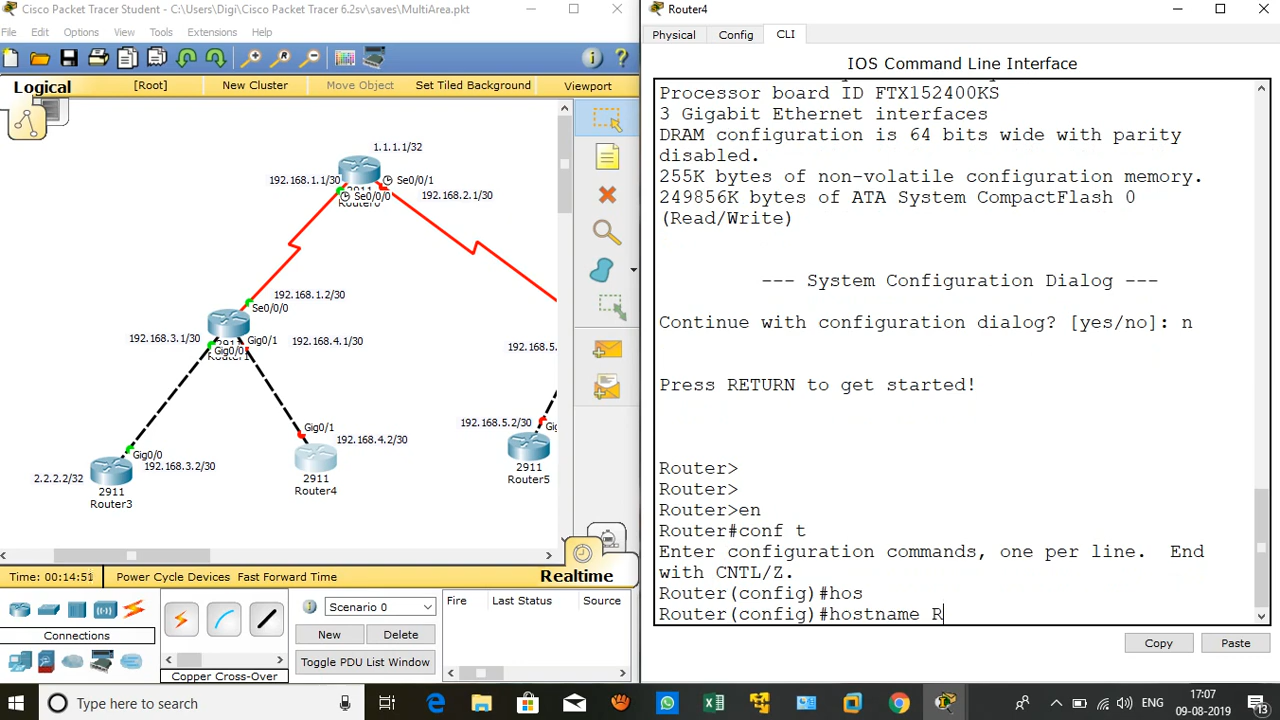 Cisco Packet Tracer Student - C:\Users\Digi\Cisco Packet Tracer 6.2sv\saves\MultiArea.pkt
File Edit Options View Tools Extensions Help
Logical [Root] New Cluster Move Object Set Tiled Background Viewport
1.1.1.1/32
192.168.1.1/30
Se0/0/1
2911
Se0/0/0
Router0
192.168.2.1/30
192.168.1.2/30
Se0/0/0
192.168.3.1/30
Gig0/1
192.168.4.1/30
Gig0/0
192.168.5.
Gig0/1
192.168.4.2/30
192.168.5.2/30
Gig0/0
192.168.3.2/30
2.2.2.2/32
2911
Router3
2911
Router4
2911
Router5
Time: 00:14:51 Power Cycle Devices Fast Forward Time
Realtime
Connections
Copper Cross-Over
Scenario 0
New Delete
Toggle PDU List Window
Fire Last Status Source
Router4
Physical Config CLI
IOS Command Line Interface
Processor board ID FTX152400KS
3 Gigabit Ethernet interfaces
DRAM configuration is 64 bits wide with parity
disabled.
255K bytes of non-volatile configuration memory.
249856K bytes of ATA System CompactFlash 0
(Read/Write)
--- System Configuration Dialog ---
Continue with configuration dialog? [yes/no]: n
Press RETURN to get started!
Router>
Router>
Router>en
Router#conf t
Enter configuration commands, one per line.  End
with CNTL/Z.
Router(config)#hos
Router(config)#hostname R
Copy Paste
Type here to search
ENG
17:07
09-08-2019
13